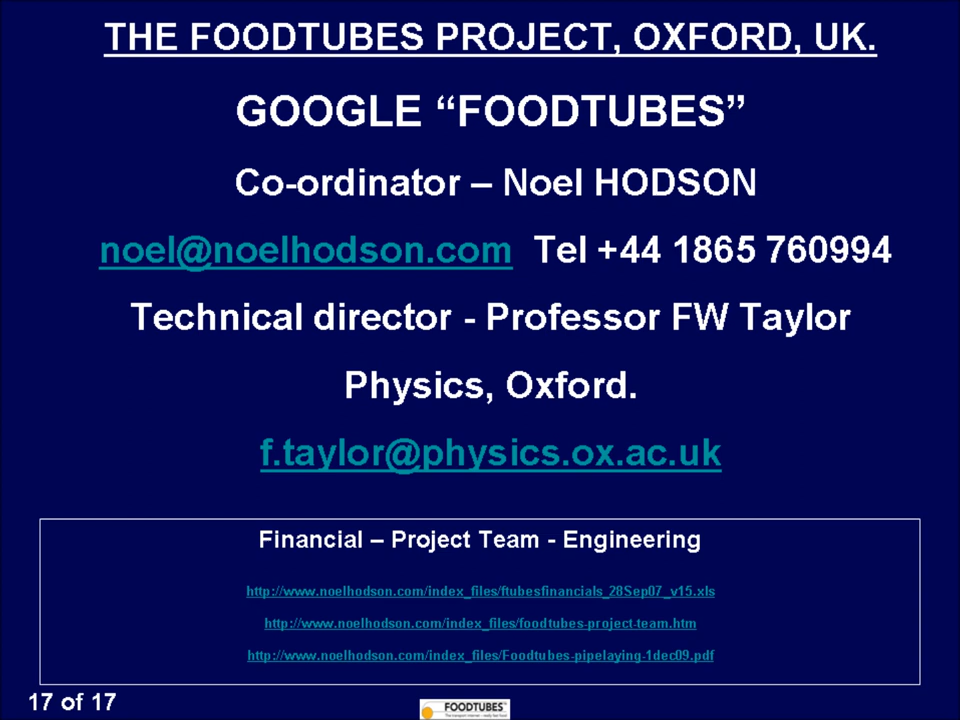 THE FOODTUBES PROJECT, OXFORD, UK.
GOOGLE “FOODTUBES”
Co-ordinator – Noel HODSON
noel@noelhodson.com Tel +44 1865 760994
Technical director - Professor FW Taylor
Physics, Oxford.
f.taylor@physics.ox.ac.uk
Financial – Project Team - Engineering
http://www.noelhodson.com/index_files/ftubesfinancials_28Sep07_v15.xls
http://www.noelhodson.com/index_files/foodtubes-project-team.htm
http://www.noelhodson.com/index_files/Foodtubes-pipelaying-1dec09.pdf
17 of 17
FOODTUBES™